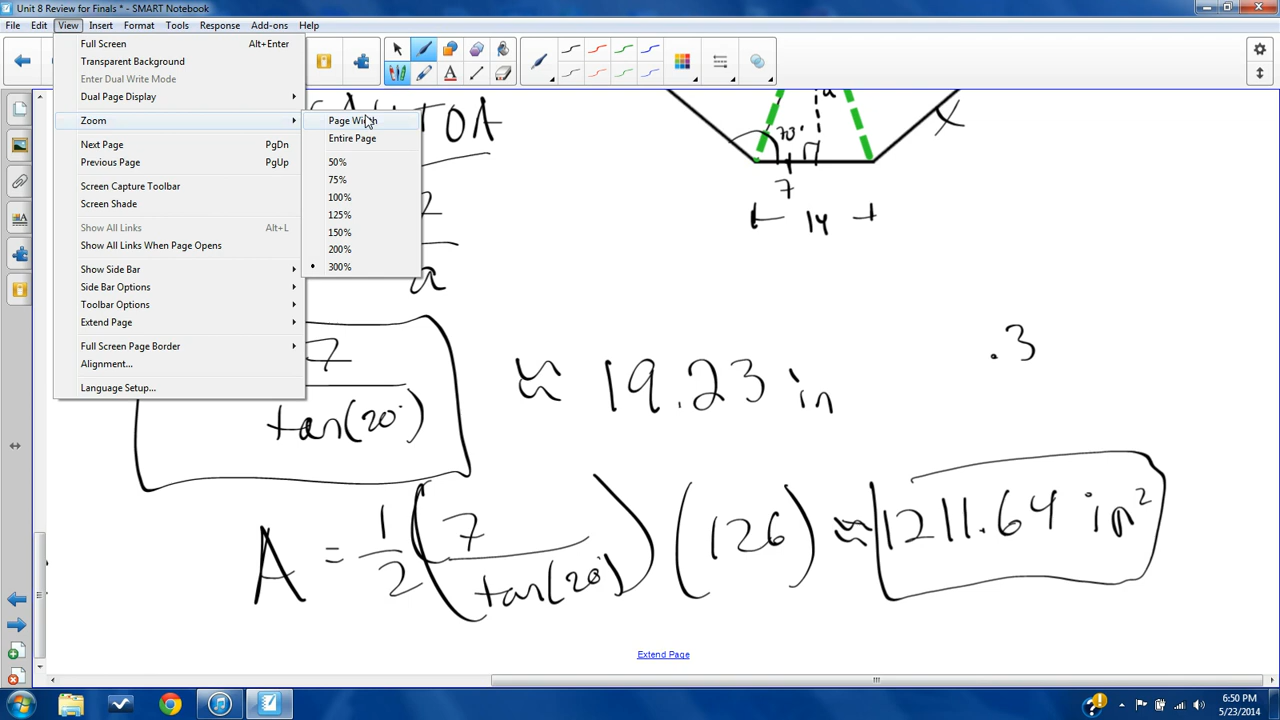 Unit 8 Review for Finals * - SMART Notebook
File Edit View Insert Format Tools Response Add-ons Help
Full Screen Alt+Enter
Transparent Background
Enter Dual Write Mode
Dual Page Display
Zoom
Next Page PgDn
Previous Page PgUp
Screen Capture Toolbar
Screen Shade
Show All Links Alt+L
Show All Links When Page Opens
Show Side Bar
Side Bar Options
Toolbar Options
Extend Page
Full Screen Page Border
Alignment...
Language Setup...
Page Width
Entire Page
50%
75%
100%
125%
150%
200%
300%
TOA
a
70°
a
x
7
14
7
tan(20°)
≈ 19.23 in
.3
A = 1/2 (7/tan(20°)) (126) ≈ 1211.64 in²
Extend Page
6:50 PM
5/23/2014